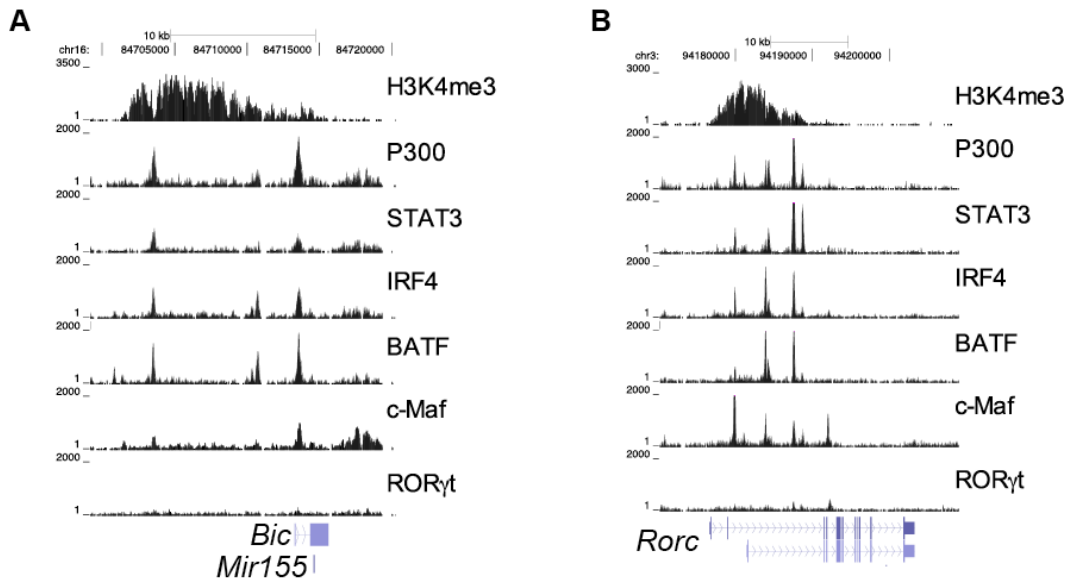 A
10 kb
chr16: 84705000 84710000 84715000 84720000
3500
H3K4me3
1
2000
P300
1
2000
STAT3
1
2000
IRF4
1
2000
BATF
1
2000
c-Maf
1
2000
RORγt
1
Bic
Mir155
B
10 kb
chr3: 94180000 94190000 94200000
3000
H3K4me3
1
2000
P300
1
2000
STAT3
1
2000
IRF4
1
2000
BATF
1
2000
c-Maf
1
2000
RORγt
1
Rorc